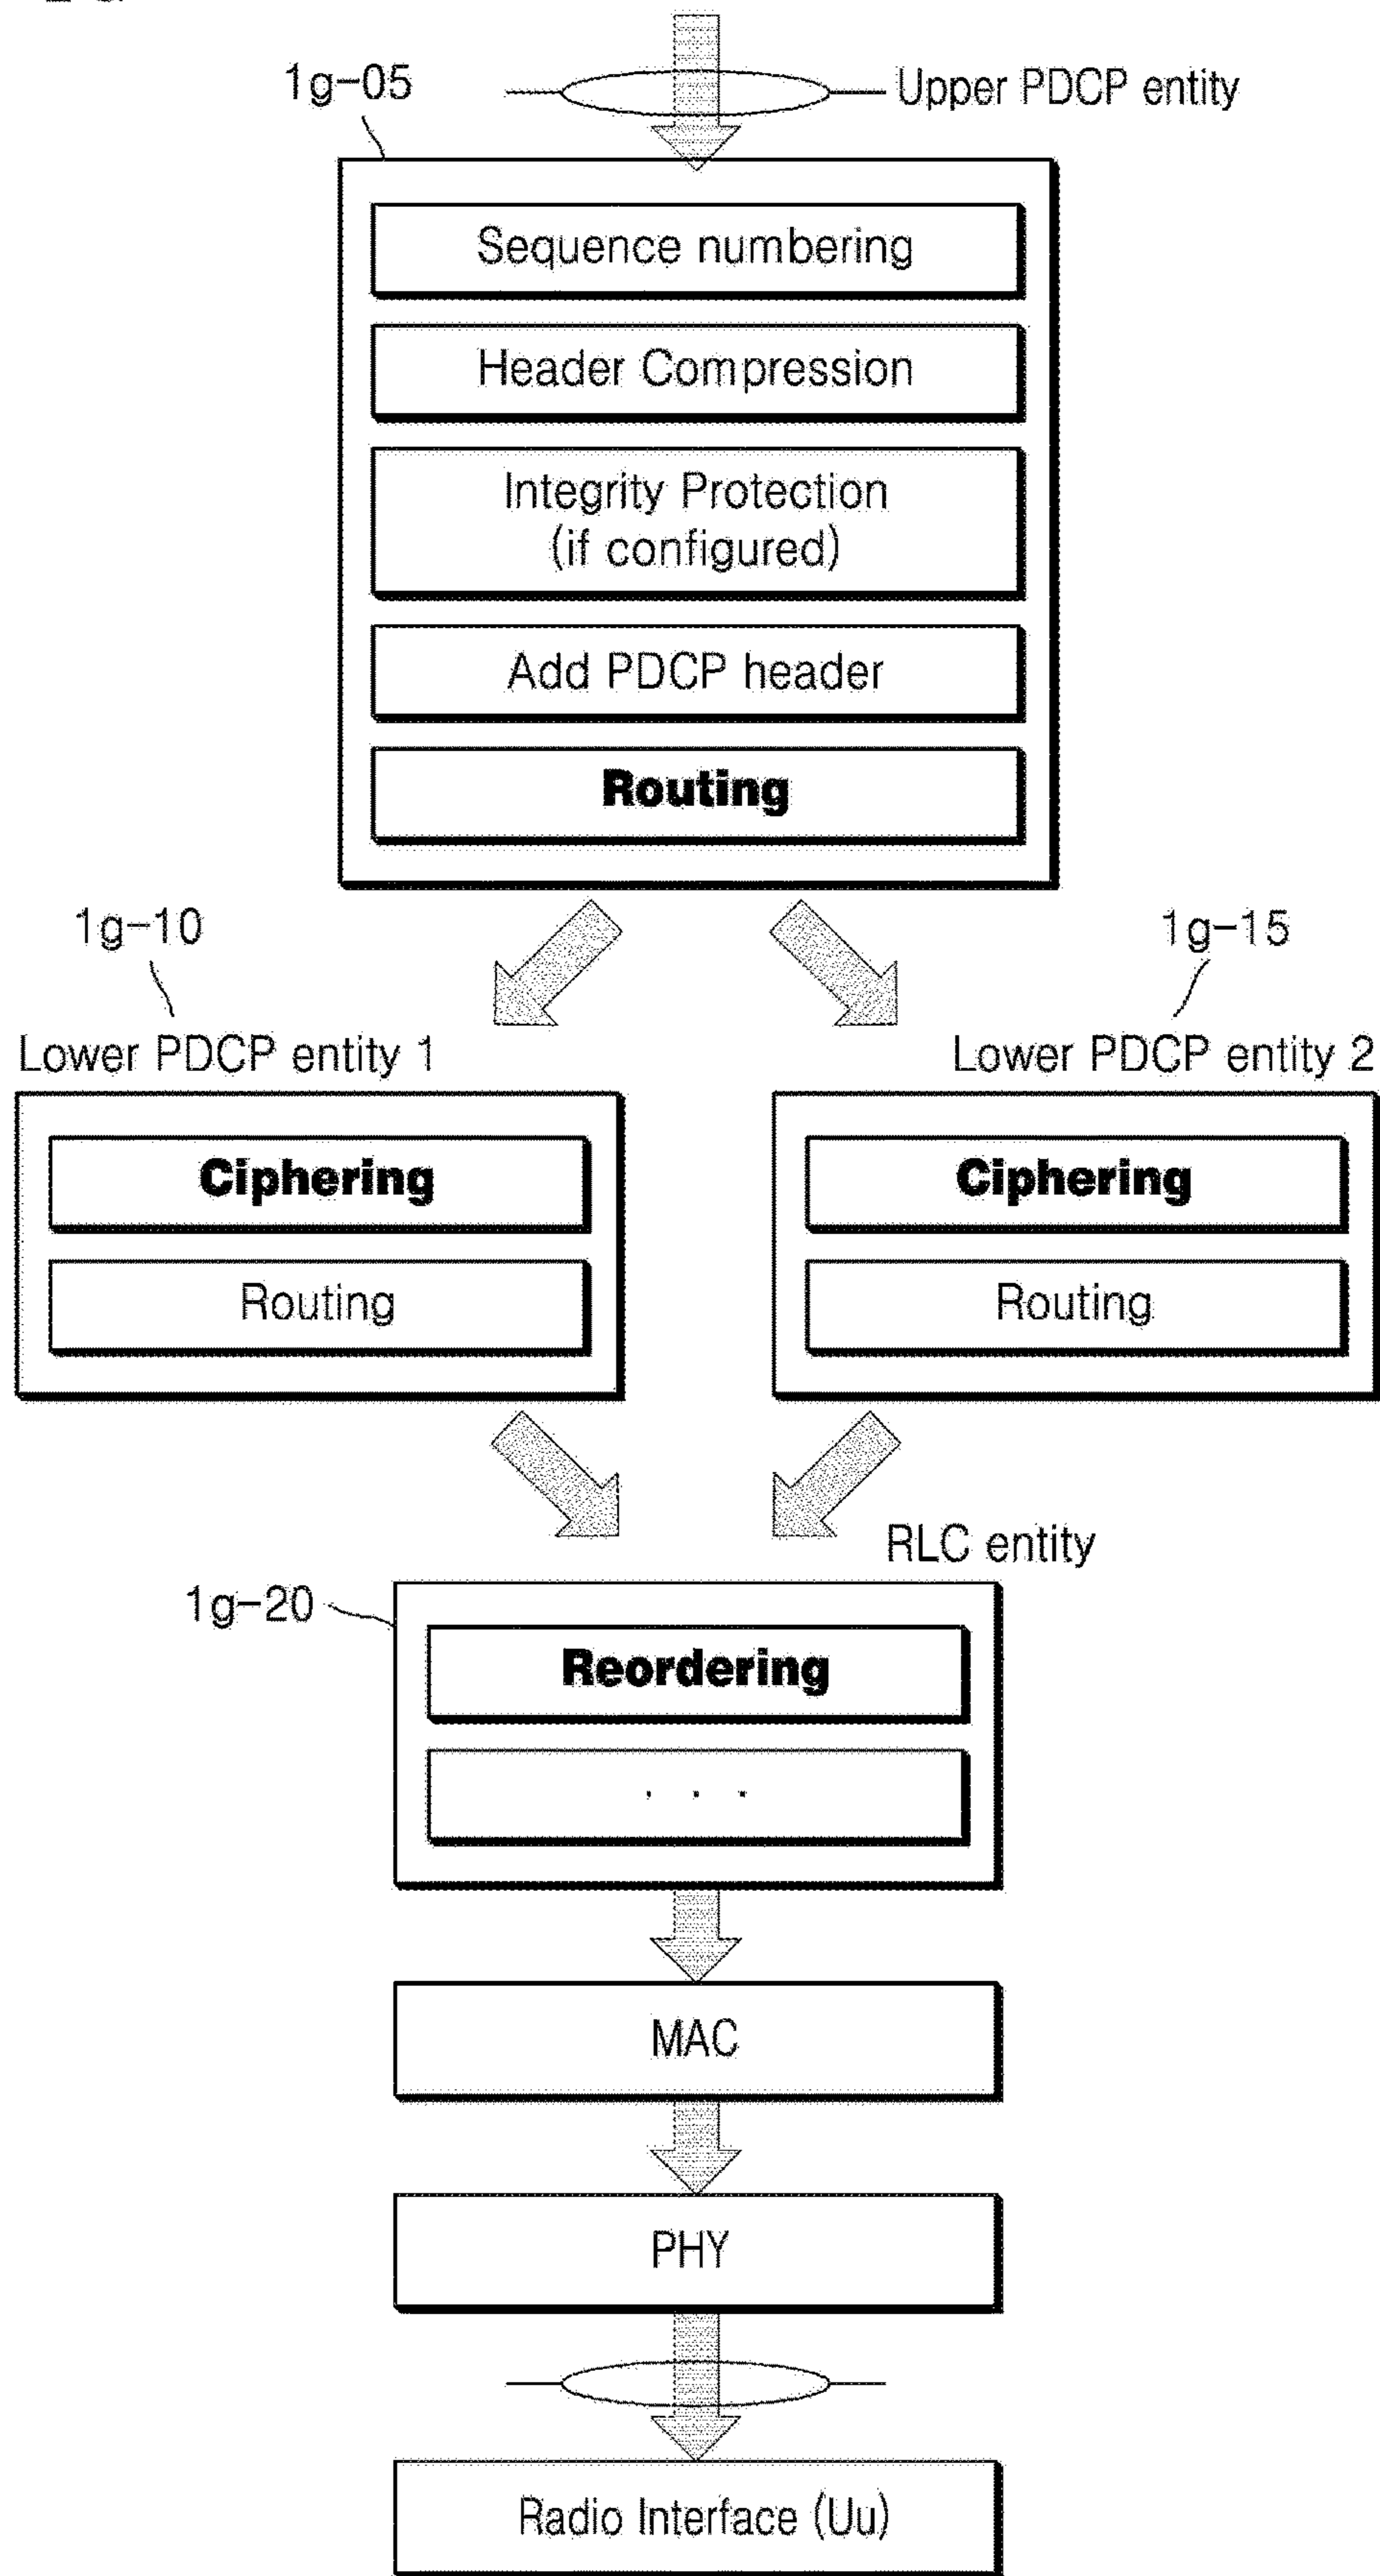 1g-05
Upper PDCP entity
Sequence numbering
Header Compression
Integrity Protection
(if configured)
Add PDCP header
Routing
1g-10
1g-15
Lower PDCP entity 1
Lower PDCP entity 2
Ciphering
Ciphering
Routing
Routing
RLC entity
1g-20
Reordering
. . .
MAC
PHY
Radio Interface (Uu)